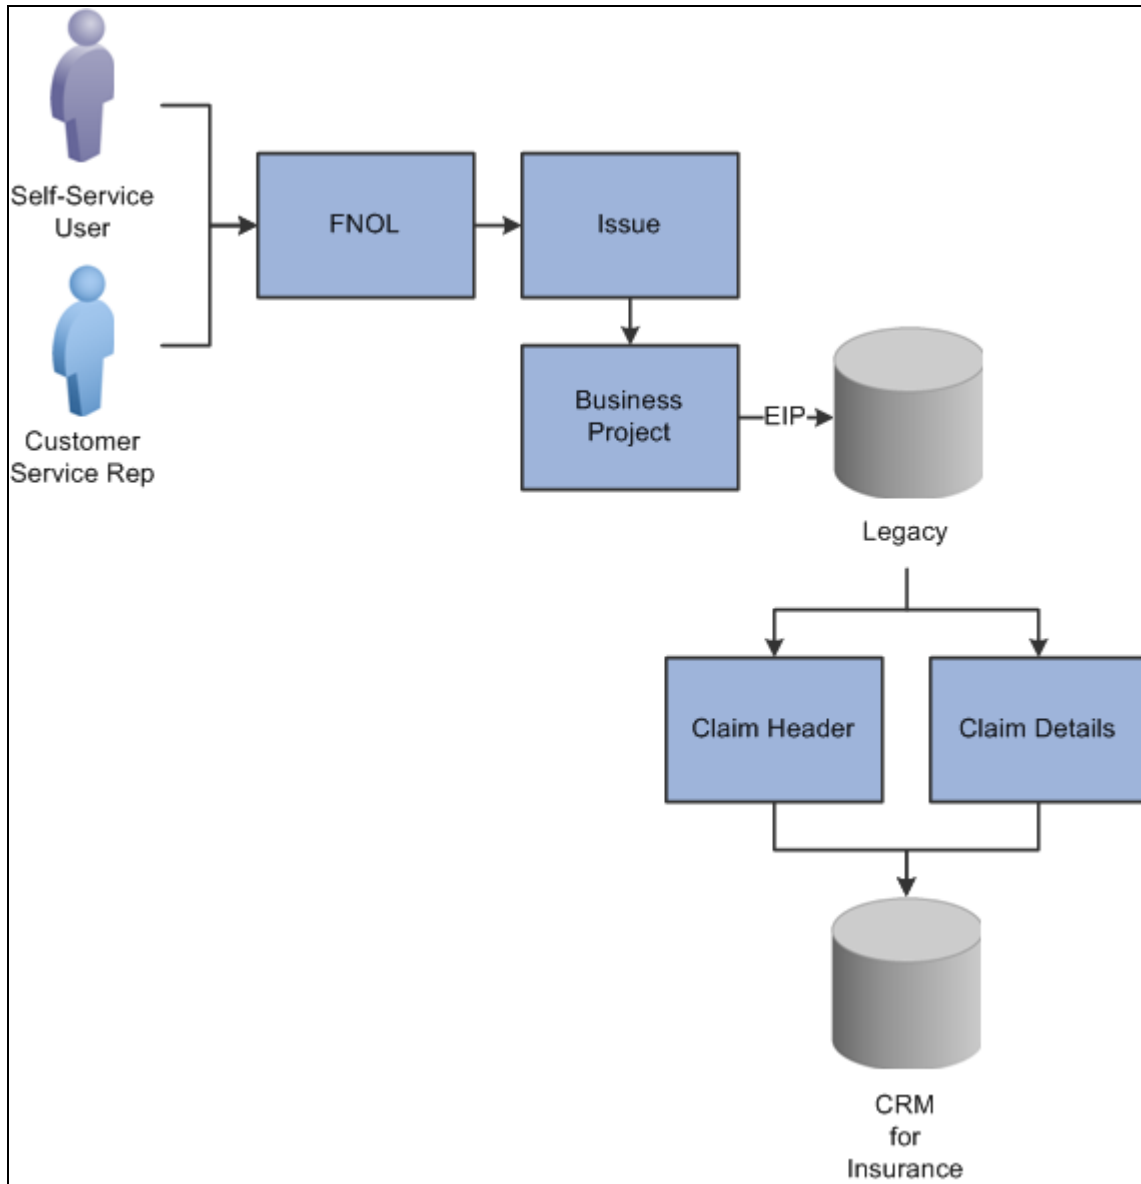 Self-Service
User
FNOL
Issue
Customer
Service Rep
Business
Project
EIP
Legacy
Claim Header
Claim Details
CRM
for
Insurance